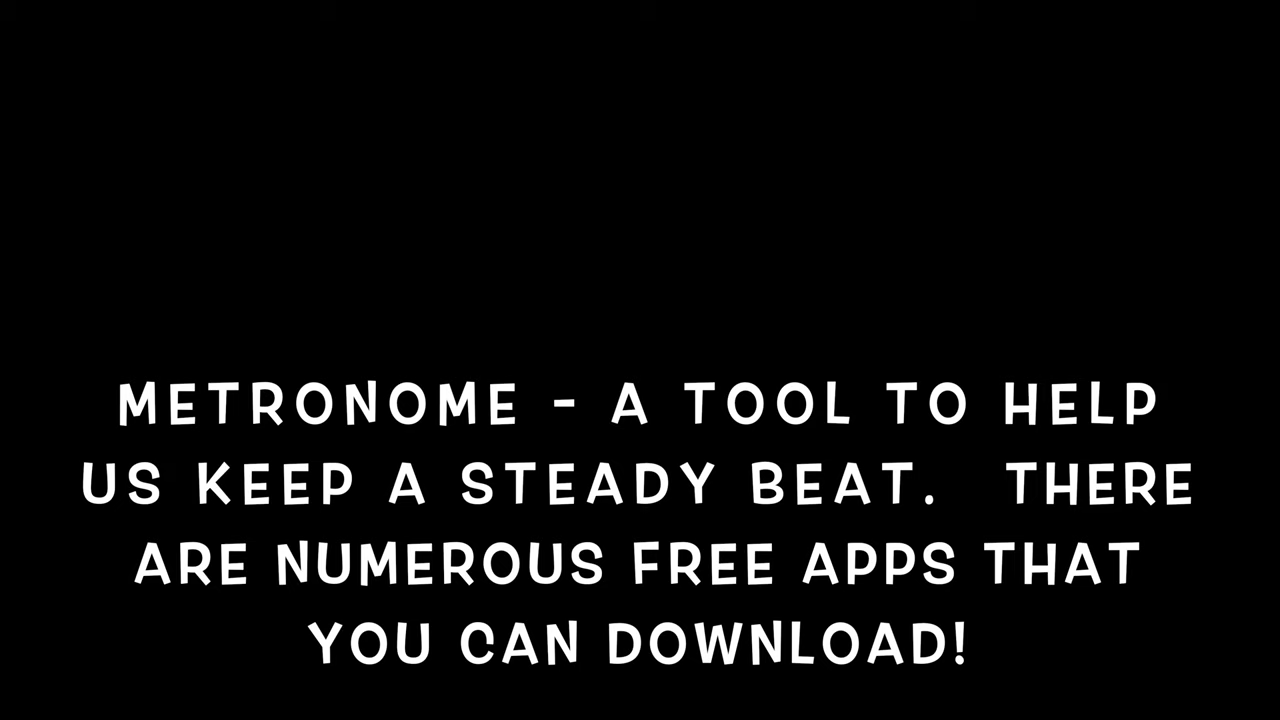 METRONOME - A TOOL TO HELP
US KEEP A STEADY BEAT.  THERE
ARE NUMEROUS FREE APPS THAT
YOU CAN DOWNLOAD!